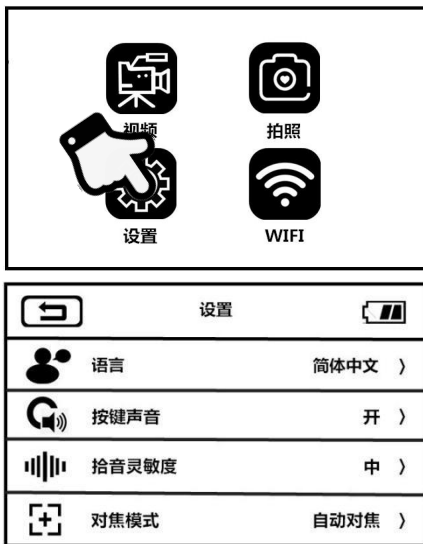 视频
拍照
设置
WIFI
设置
语言 简体中文 〉
按键声音 开 〉
拾音灵敏度 中 〉
对焦模式 自动对焦 〉